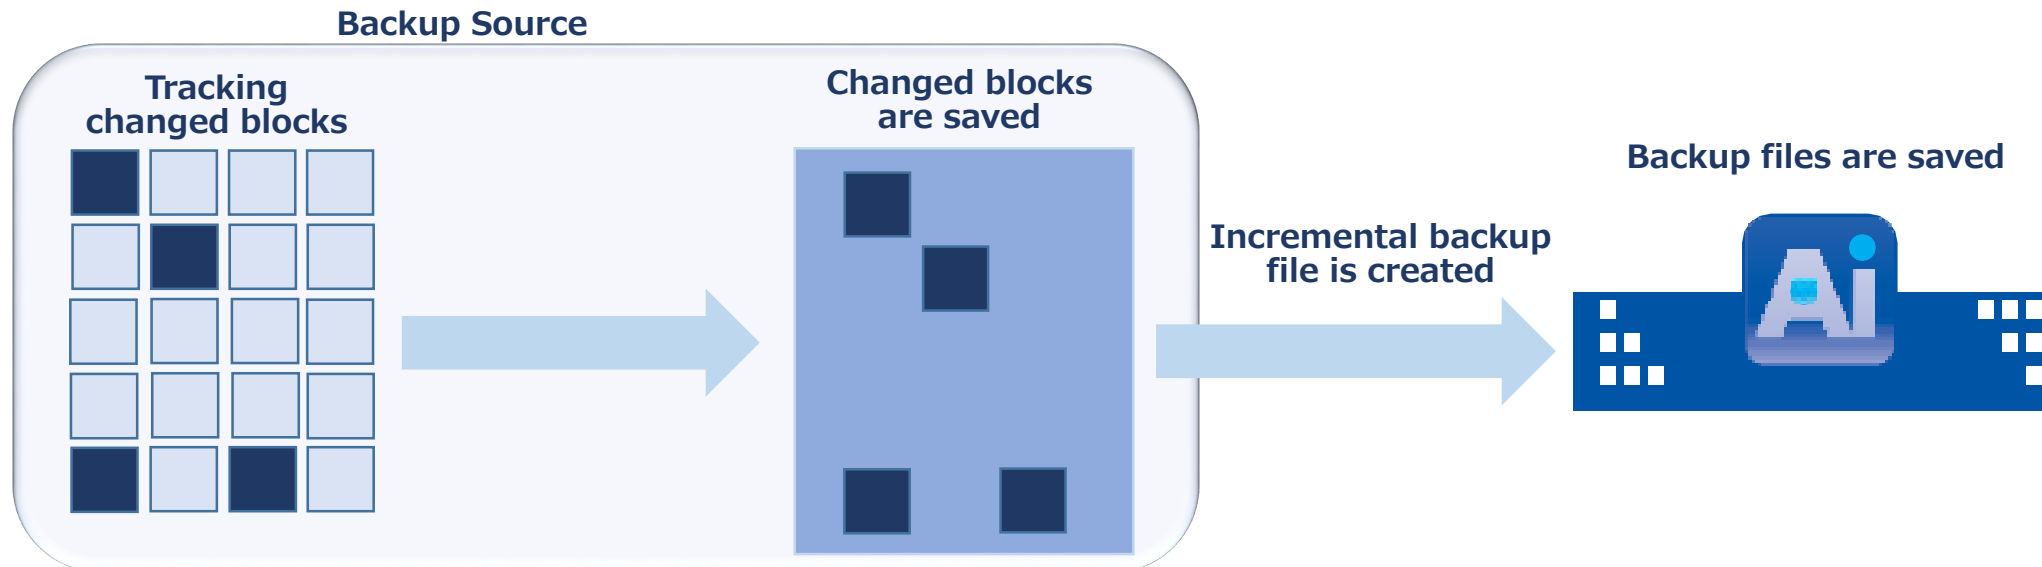 Backup Source
Tracking
changed blocks
Changed blocks
are saved
Incremental backup
file is created
Backup files are saved
Ai